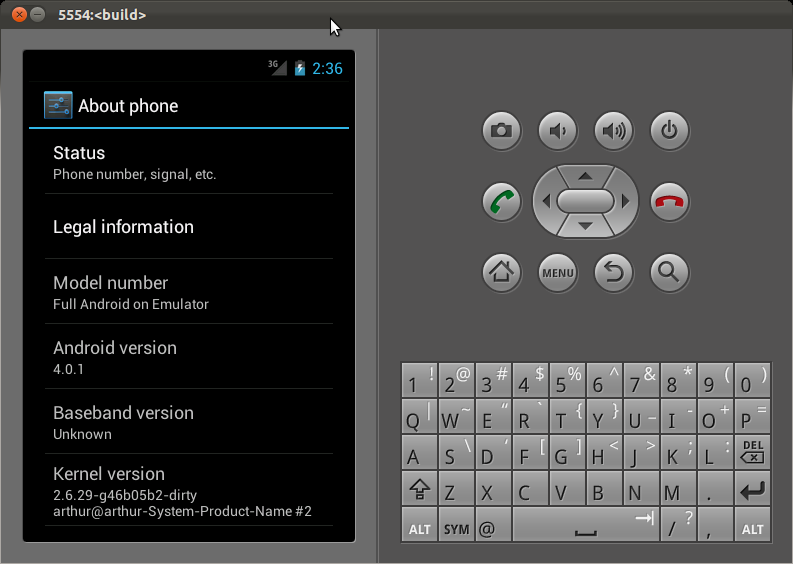 5554:<build>
3G 2:36
About phone
Status
Phone number, signal, etc.
Legal information
Model number
Full Android on Emulator
Android version
4.0.1
Baseband version
Unknown
Kernel version
2.6.29-g46b05b2-dirty
arthur@arthur-System-Product-Name #2
MENU
1 ! 2 @ 3 # 4 $ 5 % 6 ^ 7 & 8 * 9 ( 0 )
Q | W ~ E “ R ` T { Y } U _ I - O + P =
A S \ D ‘ F [ G ] H < J > K ; L : DEL
Z X C V B N M .
ALT SYM @ / ? , ALT